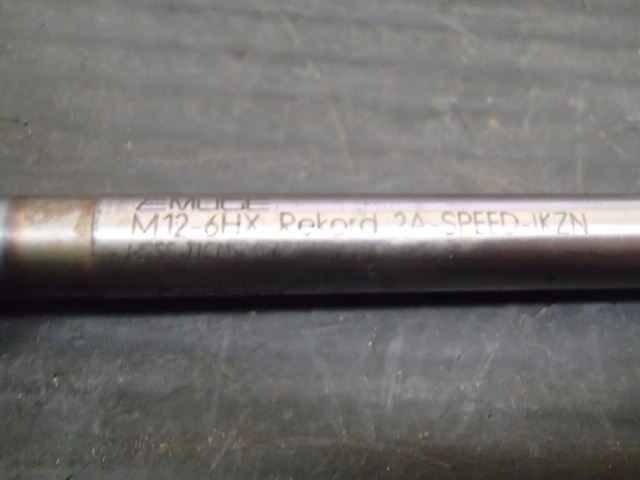 EMUGE
M12-6HX Rekord 2A-SPEED-IKZN